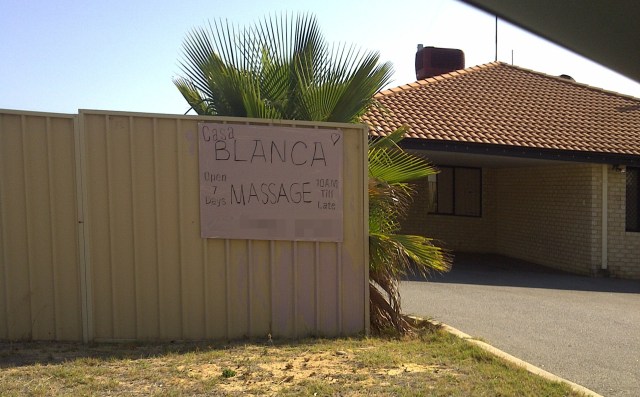 Casa
BLANCA
Open
7
Days
MASSAGE
10AM
Till
Late